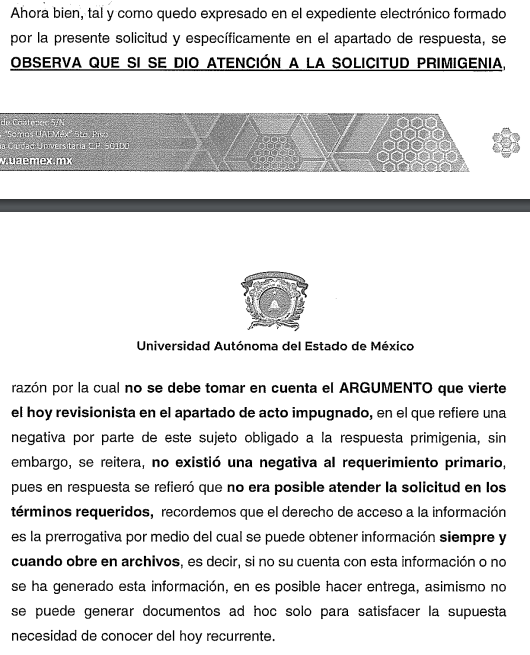 Ahora bien, tal y como quedo expresado en el expediente electrónico formado
por la presente solicitud y específicamente en el apartado de respuesta, se
OBSERVA QUE SI SE DIO ATENCIÓN A LA SOLICITUD PRIMIGENIA,
de Coatepec S/N
"Somos UAEMéx" 5to. Piso
Ciudad Universitaria C.P. 50100
w.uaemex.mx
Universidad Autónoma del Estado de México
razón por la cual no se debe tomar en cuenta el ARGUMENTO que vierte
el hoy revisionista en el apartado de acto impugnado, en el que refiere una
negativa por parte de este sujeto obligado a la respuesta primigenia, sin
embargo, se reitera, no existió una negativa al requerimiento primario,
pues en respuesta se refieró que no era posible atender la solicitud en los
términos requeridos, recordemos que el derecho de acceso a la información
es la prerrogativa por medio del cual se puede obtener información siempre y
cuando obre en archivos, es decir, si no su cuenta con esta información o no
se ha generado esta información, en es posible hacer entrega, asimismo no
se puede generar documentos ad hoc solo para satisfacer la supuesta
necesidad de conocer del hoy recurrente.